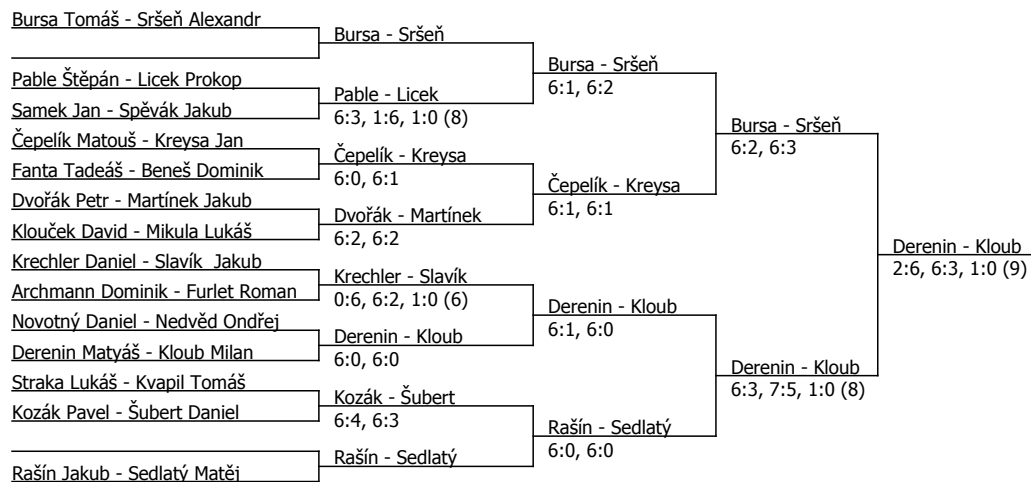 Bursa Tomáš - Sršeň Alexandr
Pable Štěpán - Licek Prokop
Samek Jan - Spěvák Jakub
Čepelík Matouš - Kreysa Jan
Fanta Tadeáš - Beneš Dominik
Dvořák Petr - Martínek Jakub
Klouček David - Mikula Lukáš
Krechler Daniel - Slavík  Jakub
Archmann Dominik - Furlet Roman
Novotný Daniel - Nedvěd Ondřej
Derenin Matyáš - Kloub Milan
Straka Lukáš - Kvapil Tomáš
Kozák Pavel - Šubert Daniel
Rašín Jakub - Sedlatý Matěj
Bursa - Sršeň
Pable - Licek
6:3, 1:6, 1:0 (8)
Čepelík - Kreysa
6:0, 6:1
Dvořák - Martínek
6:2, 6:2
Krechler - Slavík
0:6, 6:2, 1:0 (6)
Derenin - Kloub
6:0, 6:0
Kozák - Šubert
6:4, 6:3
Rašín - Sedlatý
Bursa - Sršeň
6:1, 6:2
Čepelík - Kreysa
6:1, 6:1
Derenin - Kloub
6:1, 6:0
Rašín - Sedlatý
6:0, 6:0
Bursa - Sršeň
6:2, 6:3
Derenin - Kloub
6:3, 7:5, 1:0 (8)
Derenin - Kloub
2:6, 6:3, 1:0 (9)